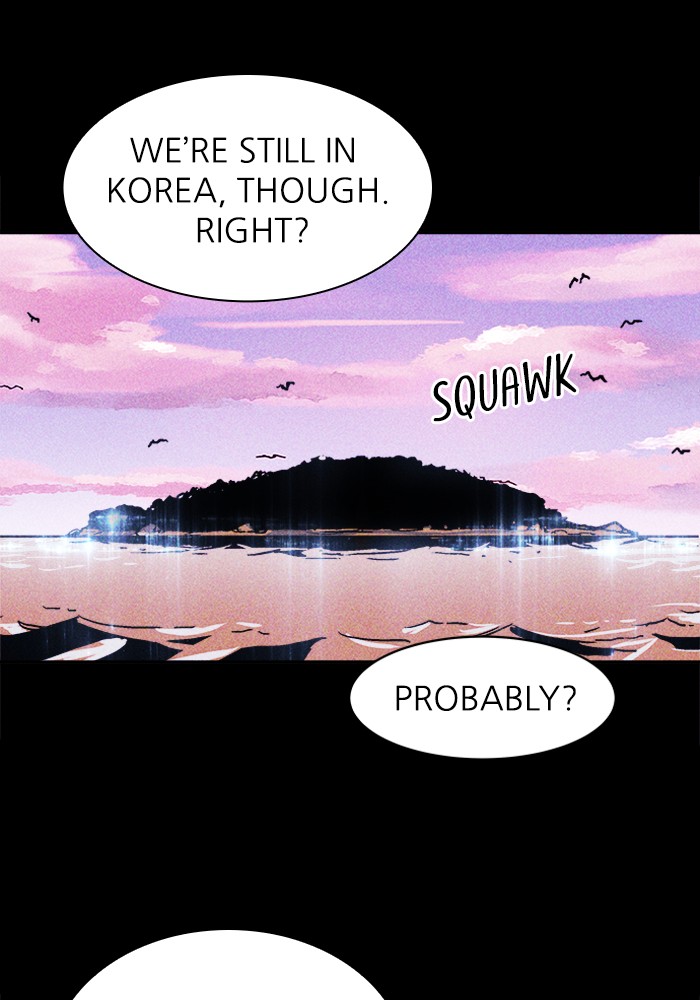 WE'RE STILL IN
KOREA, THOUGH.
RIGHT?
SQUAWK
PROBABLY?